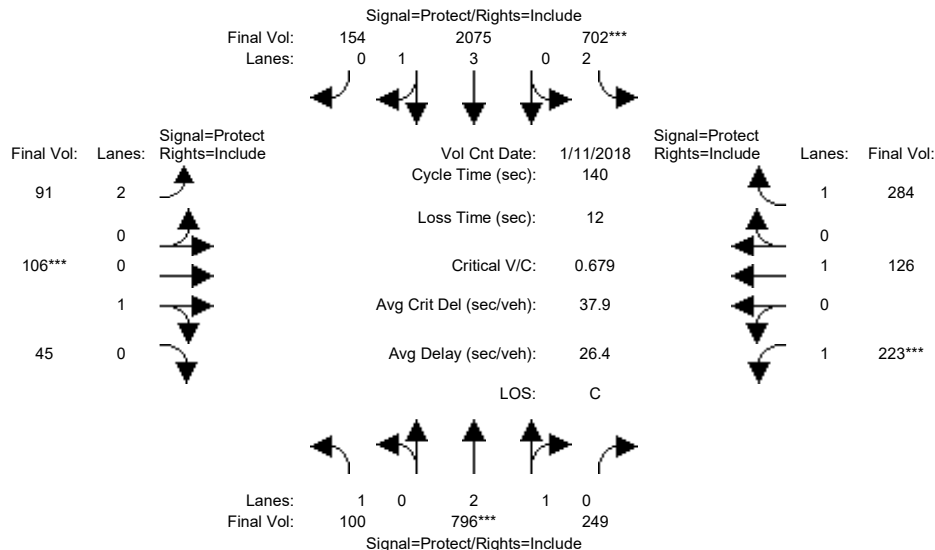 Signal=Protect/Rights=Include
Final Vol: 154 2075 702***
Lanes: 0 1 3 0 2
Signal=Protect
Final Vol: Lanes: Rights=Include
Vol Cnt Date: 1/11/2018
Signal=Protect
Rights=Include Lanes: Final Vol:
Cycle Time (sec): 140
91 2
1 284
Loss Time (sec): 12
0
0
106*** 0
Critical V/C: 0.679
1 126
1
Avg Crit Del (sec/veh): 37.9
0
45 0
Avg Delay (sec/veh): 26.4
1 223***
LOS: C
Lanes: 1 0 2 1 0
Final Vol: 100 796*** 249
Signal=Protect/Rights=Include